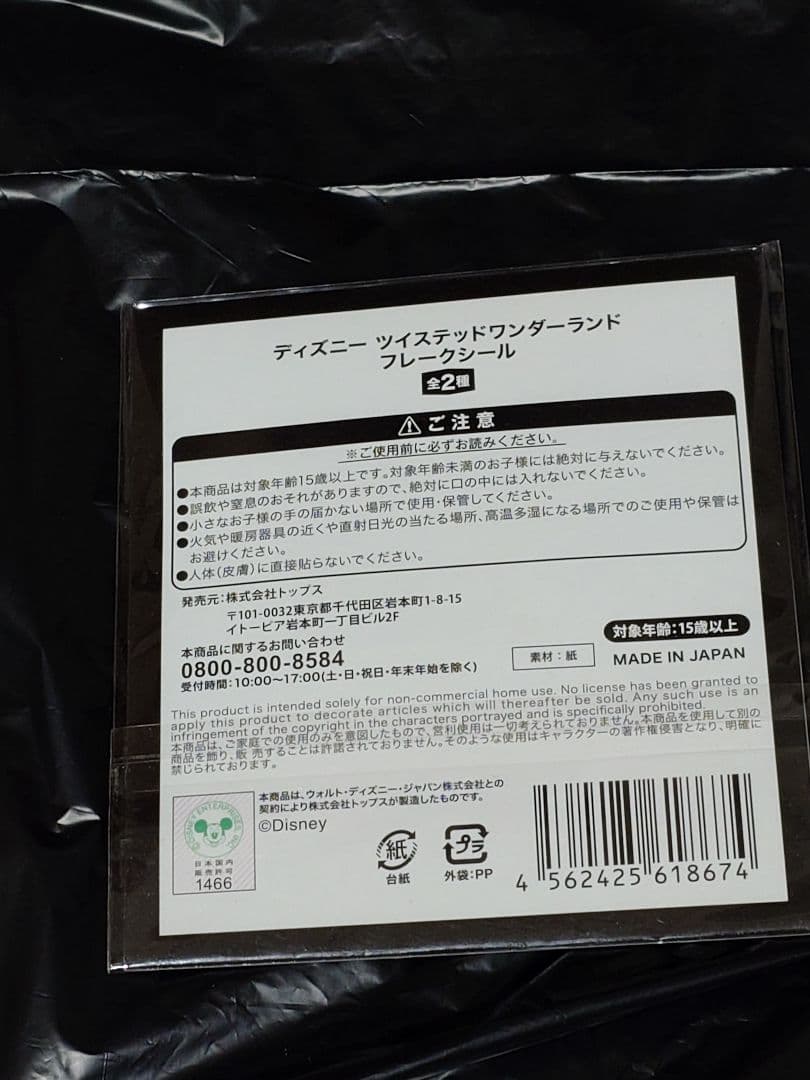 ディズニー ツイステッドワンダーランド
フレークシール
全2種
ご注意
※ご使用前に必ずお読みください。
●本商品は対象年齢15歳以上です。対象年齢未満のお子様には絶対に与えないでください。
●誤飲や窒息のおそれがありますので、絶対に口の中には入れないでください。
●小さなお子様の手の届かない場所で使用・保管してください。
●火気や暖房器具の近くや直射日光の当たる場所、高温多湿になる場所でのご使用や保管は
お避けください。
●人体(皮膚)に直接貼らないでください。
発売元:株式会社トップス
〒101-0032東京都千代田区岩本町1-8-15
イトーピア岩本町一丁目ビル2F
本商品に関するお問い合わせ
0800-800-8584
受付時間:10:00~17:00(土・日・祝日・年末年始を除く)
対象年齢:15歳以上
素材:紙
MADE IN JAPAN
This product is intended solely for non-commercial home use. No license has been granted to
apply this product to decorate articles which will thereafter be sold. Any such use is an
infringement of the copyright in the characters portrayed and is specifically prohibited.
本商品は、ご家庭での使用のみを意図したもので、営利使用は一切考えられておりません。本商品を使用して別の
商品を飾り、販売することは許諾されておりません。そのような使用はキャラクターの著作権侵害となり、明確に
禁じられております。
©DISNEY ENTERPRISES, INC.
日本国内
販売許可
1466
本商品は、ウォルト・ディズニー・ジャパン株式会社との
契約により株式会社トップスが製造したものです。
©Disney
紙
台紙
プラ
外袋:PP
4 562425 618674